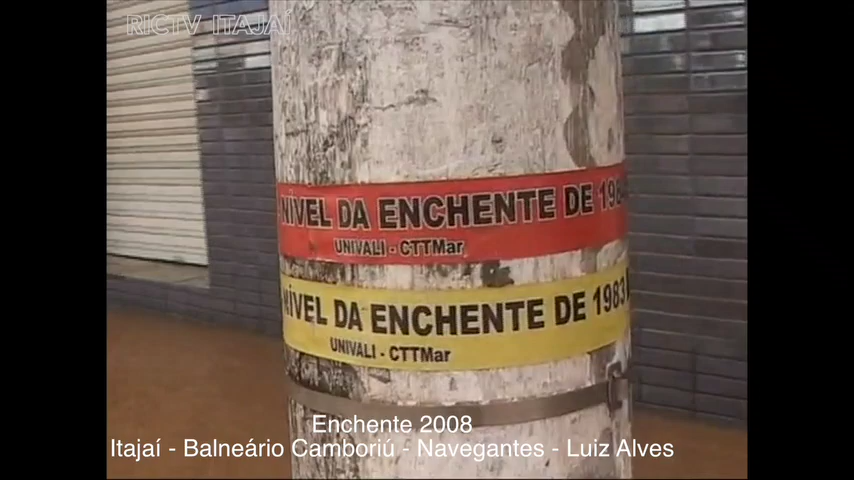 RICTV ITAJAÍ
NÍVEL DA ENCHENTE DE 198
UNIVALI - CTTMar
NÍVEL DA ENCHENTE DE 1983
UNIVALI - CTTMar
Enchente 2008
Itajaí - Balneário Camboriú - Navegantes - Luiz Alves